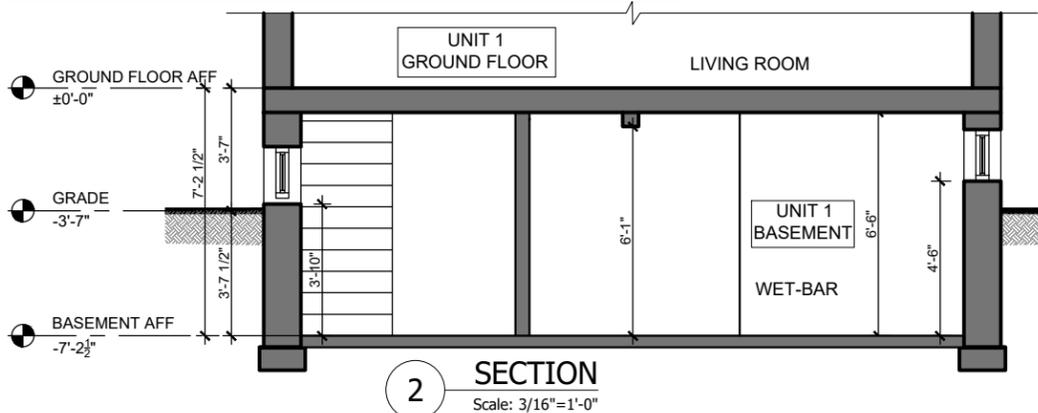 UNIT 1
GROUND FLOOR
LIVING ROOM
GROUND FLOOR AFF
±0'-0"
7'-2 1/2"
3'-7"
GRADE
-3'-7"
3'-7 1/2"
3'-10"
6'-1"
UNIT 1
BASEMENT
6'-6"
4'-6"
WET-BAR
BASEMENT AFF
-7'-2½"
2
SECTION
Scale: 3/16"=1'-0"